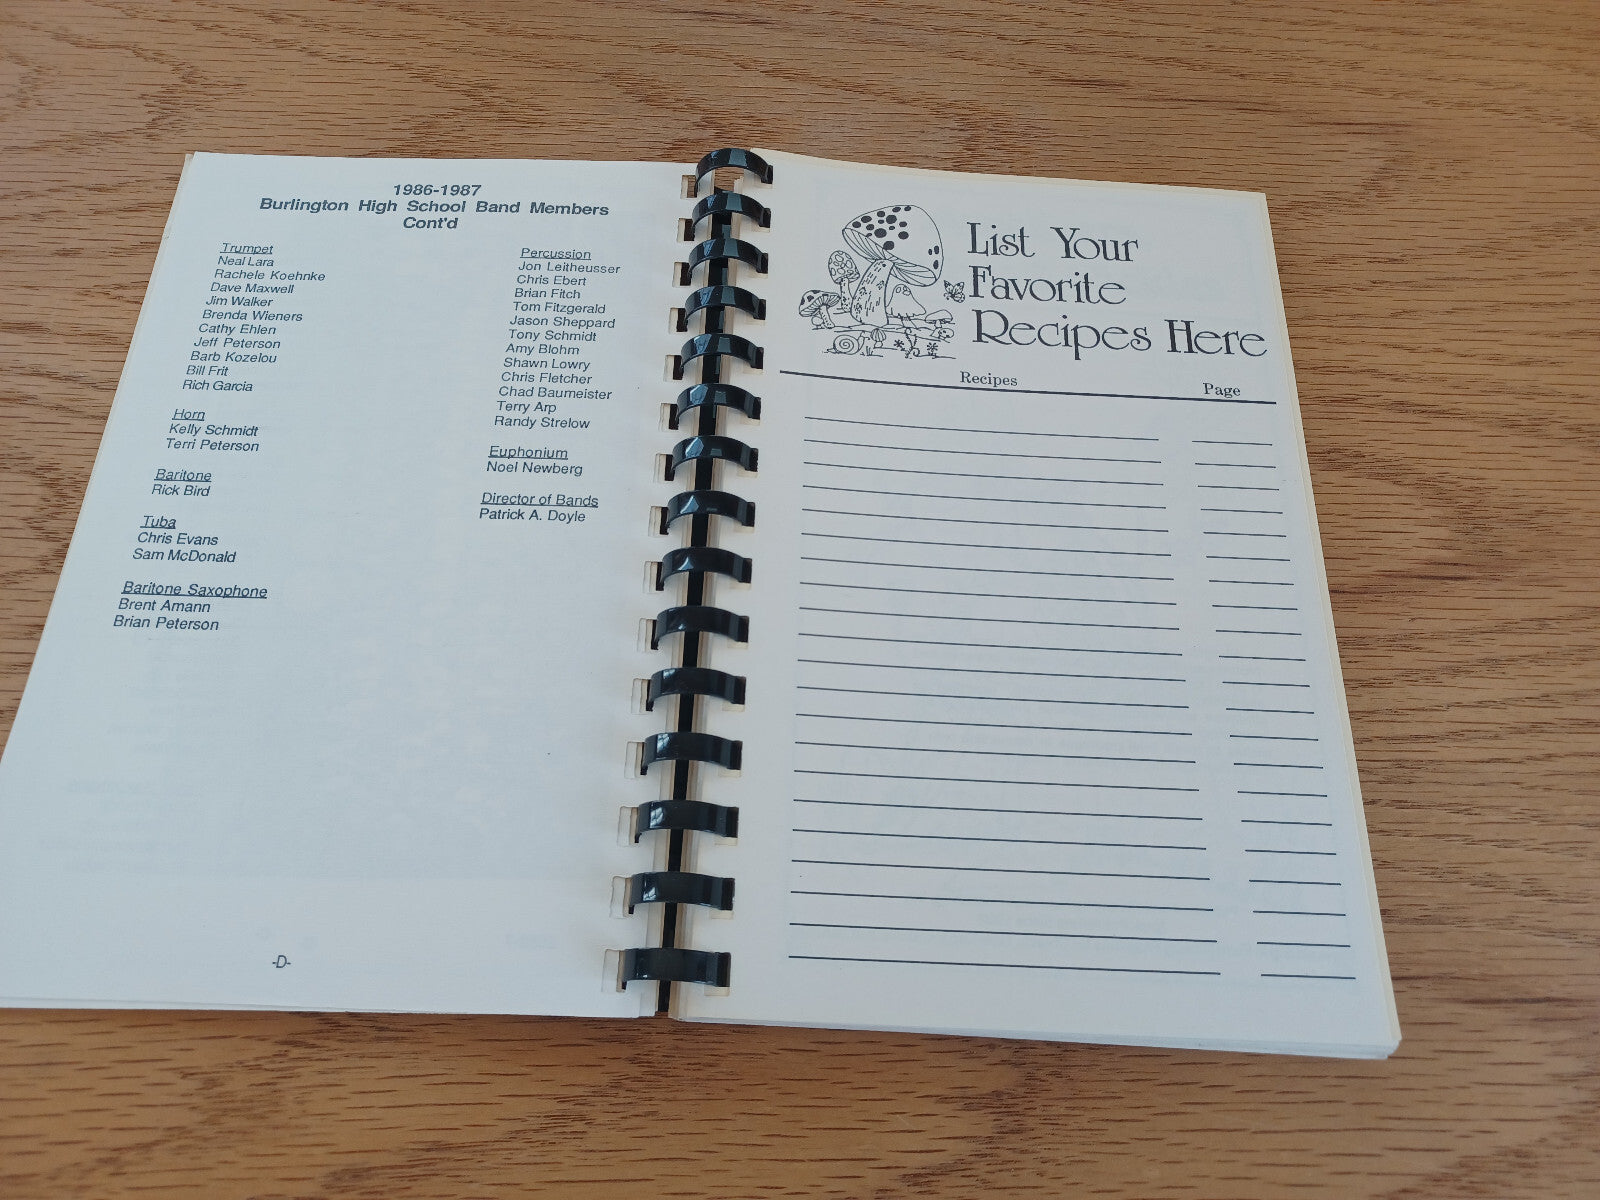 1986-1987
Burlington High School Band Members
Cont'd
Trumpet
Neal Lara
Rachele Koehnke
Dave Maxwell
Jim Walker
Brenda Wieners
Cathy Ehlen
Jeff Peterson
Barb Kozelou
Bill Frit
Rich Garcia
Horn
Kelly Schmidt
Terri Peterson
Baritone
Rick Bird
Tuba
Chris Evans
Sam McDonald
Baritone Saxophone
Brent Amann
Brian Peterson
Percussion
Jon Leitheusser
Chris Ebert
Brian Fitch
Tom Fitzgerald
Jason Sheppard
Tony Schmidt
Amy Blohm
Shawn Lowry
Chris Fletcher
Chad Baumeister
Terry Arp
Randy Strelow
Euphonium
Noel Newberg
Director of Bands
Patrick A. Doyle
-D-
List Your
Favorite
Recipes Here
Recipes Page